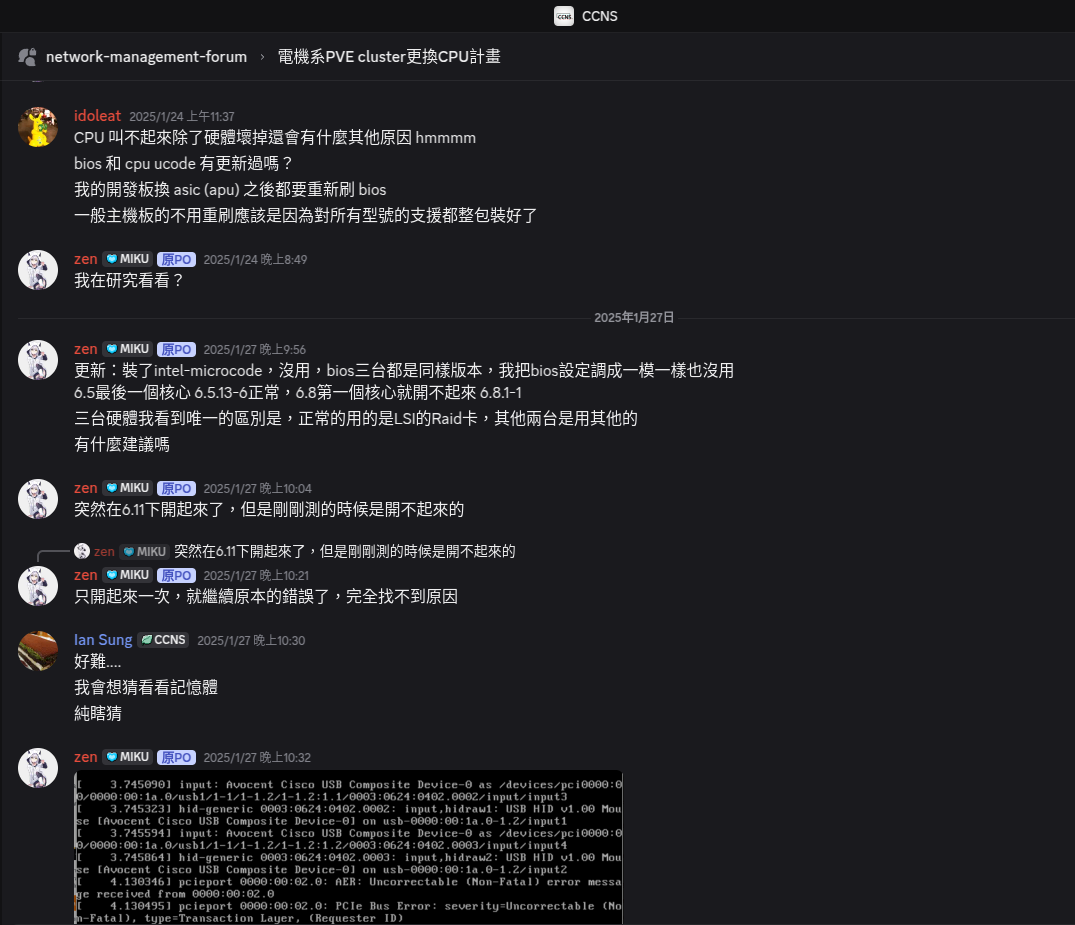 CCNS
network-management-forum › 電機系PVE cluster更換CPU計畫
idoleat 2025/1/24 上午11:37
CPU 叫不起來除了硬體壞掉還會有什麼其他原因 hmmmm
bios 和 cpu ucode 有更新過嗎？
我的開發板換 asic (apu) 之後都要重新刷 bios
一般主機板的不用重刷應該是因為對所有型號的支援都整包裝好了
zen MIKU 原PO 2025/1/24 晚上8:49
我在研究看看？
2025年1月27日
zen MIKU 原PO 2025/1/27 晚上9:56
更新：裝了intel-microcode，沒用，bios三台都是同樣版本，我把bios設定調成一模一樣也沒用
6.5最後一個核心 6.5.13-6正常，6.8第一個核心就開不起來 6.8.1-1
三台硬體我看到唯一的區別是，正常的用的是LSI的Raid卡，其他兩台是用其他的
有什麼建議嗎
zen MIKU 原PO 2025/1/27 晚上10:04
突然在6.11下開起來了，但是剛剛測的時候是開不起來的
zen MIKU 突然在6.11下開起來了，但是剛剛測的時候是開不起來的
zen MIKU 原PO 2025/1/27 晚上10:21
只開起來一次，就繼續原本的錯誤了，完全找不到原因
Ian Sung CCNS 2025/1/27 晚上10:30
好難....
我會想猜看看記憶體
純瞎猜
zen MIKU 原PO 2025/1/27 晚上10:32
[    3.745090] input: Avocent Cisco USB Composite Device-0 as /devices/pci0000:0
0/0000:00:1a.0/usb1/1-1/1-1.2/1-1.2:1.1/0003:0624:0402.0002/input/input3
[    3.745323] hid-generic 0003:0624:0402.0002: input,hidraw1: USB HID v1.00 Mou
se [Avocent Cisco USB Composite Device-0] on usb-0000:00:1a.0-1.2/input1
[    3.745594] input: Avocent Cisco USB Composite Device-0 as /devices/pci0000:0
0/0000:00:1a.0/usb1/1-1/1-1.2/1-1.2:1.2/0003:0624:0402.0003/input/input4
[    3.745864] hid-generic 0003:0624:0402.0003: input,hidraw2: USB HID v1.00 Mou
se [Avocent Cisco USB Composite Device-0] on usb-0000:00:1a.0-1.2/input2
[    4.130346] pcieport 0000:00:02.0: AER: Uncorrectable (Non-Fatal) error messa
ge received from 0000:00:02.0
[    4.130495] pcieport 0000:00:02.0: PCIe Bus Error: severity=Uncorrectable (No
n-Fatal), type=Transaction Layer, (Requester ID)